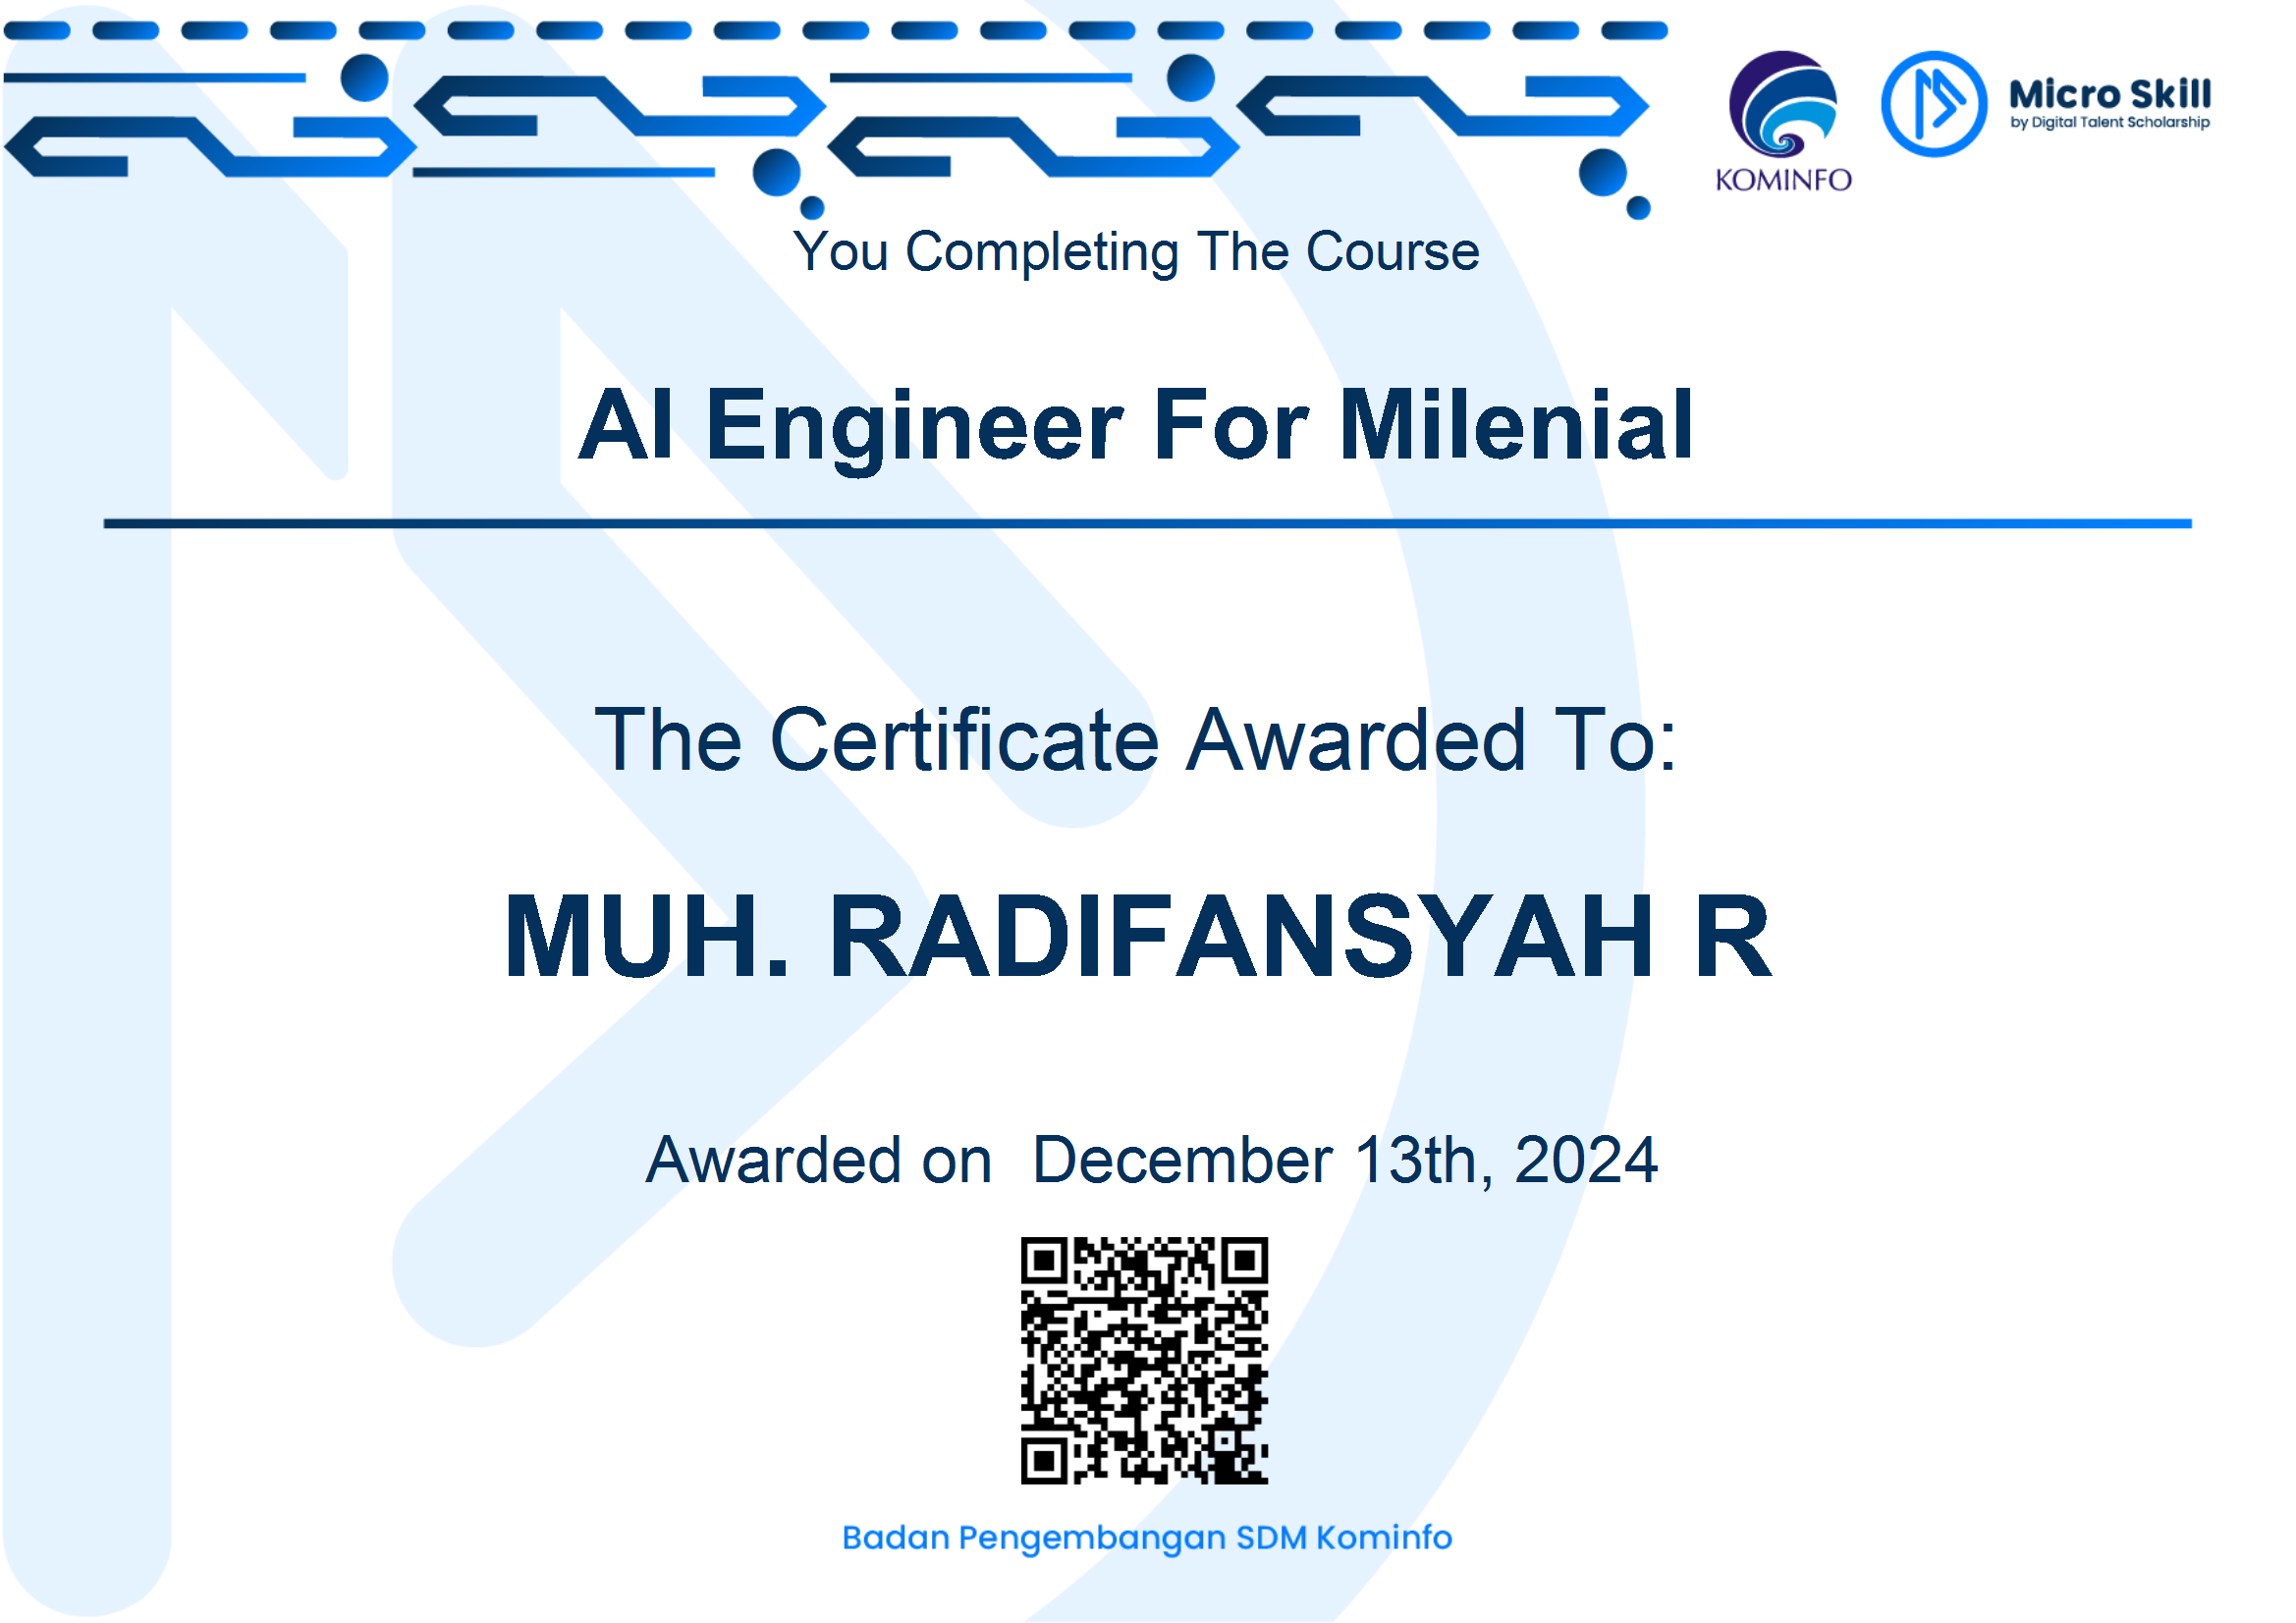 KOMINFO
Micro Skill
by Digital Talent Scholarship
You Completing The Course
AI Engineer For Milenial
The Certificate Awarded To:
MUH. RADIFANSYAH R
Awarded on  December 13th, 2024
Badan Pengembangan SDM Kominfo